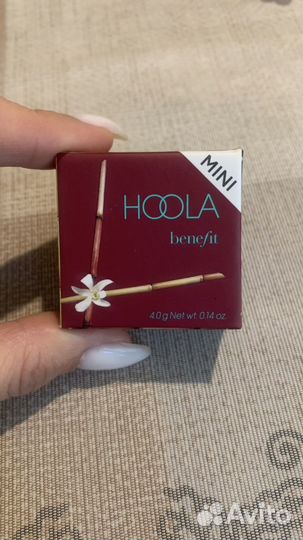 MINI
HOOLA
benefit
4.0 g Net wt. 0.14 oz.
Avito